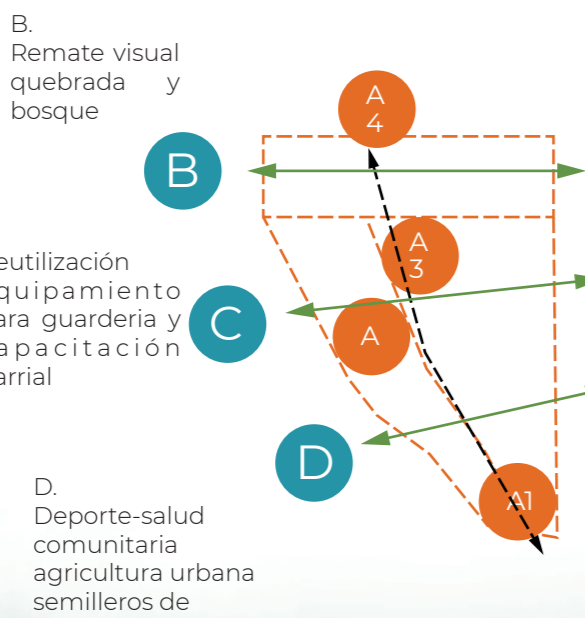 B.
Remate visual
quebrada y
bosque
A
4
B
A
3
eutilización
quipamiento
ara guarderia y
apacitación
arrial
C
A
D
A1
D.
Deporte-salud
comunitaria
agricultura urbana
semilleros de